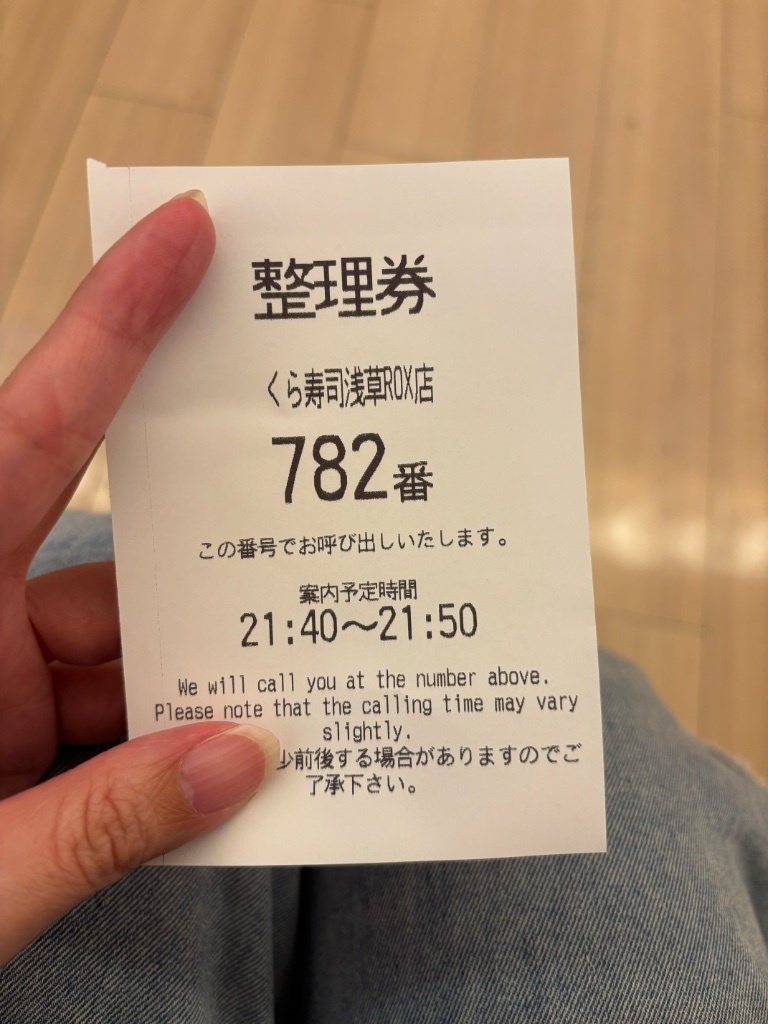 整理券
くら寿司浅草ROX店
782番
この番号でお呼び出しいたします。
案内予定時間
21:40〜21:50
We will call you at the number above.
Please note that the calling time may vary
slightly.
少前後する場合がありますのでご
了承下さい。